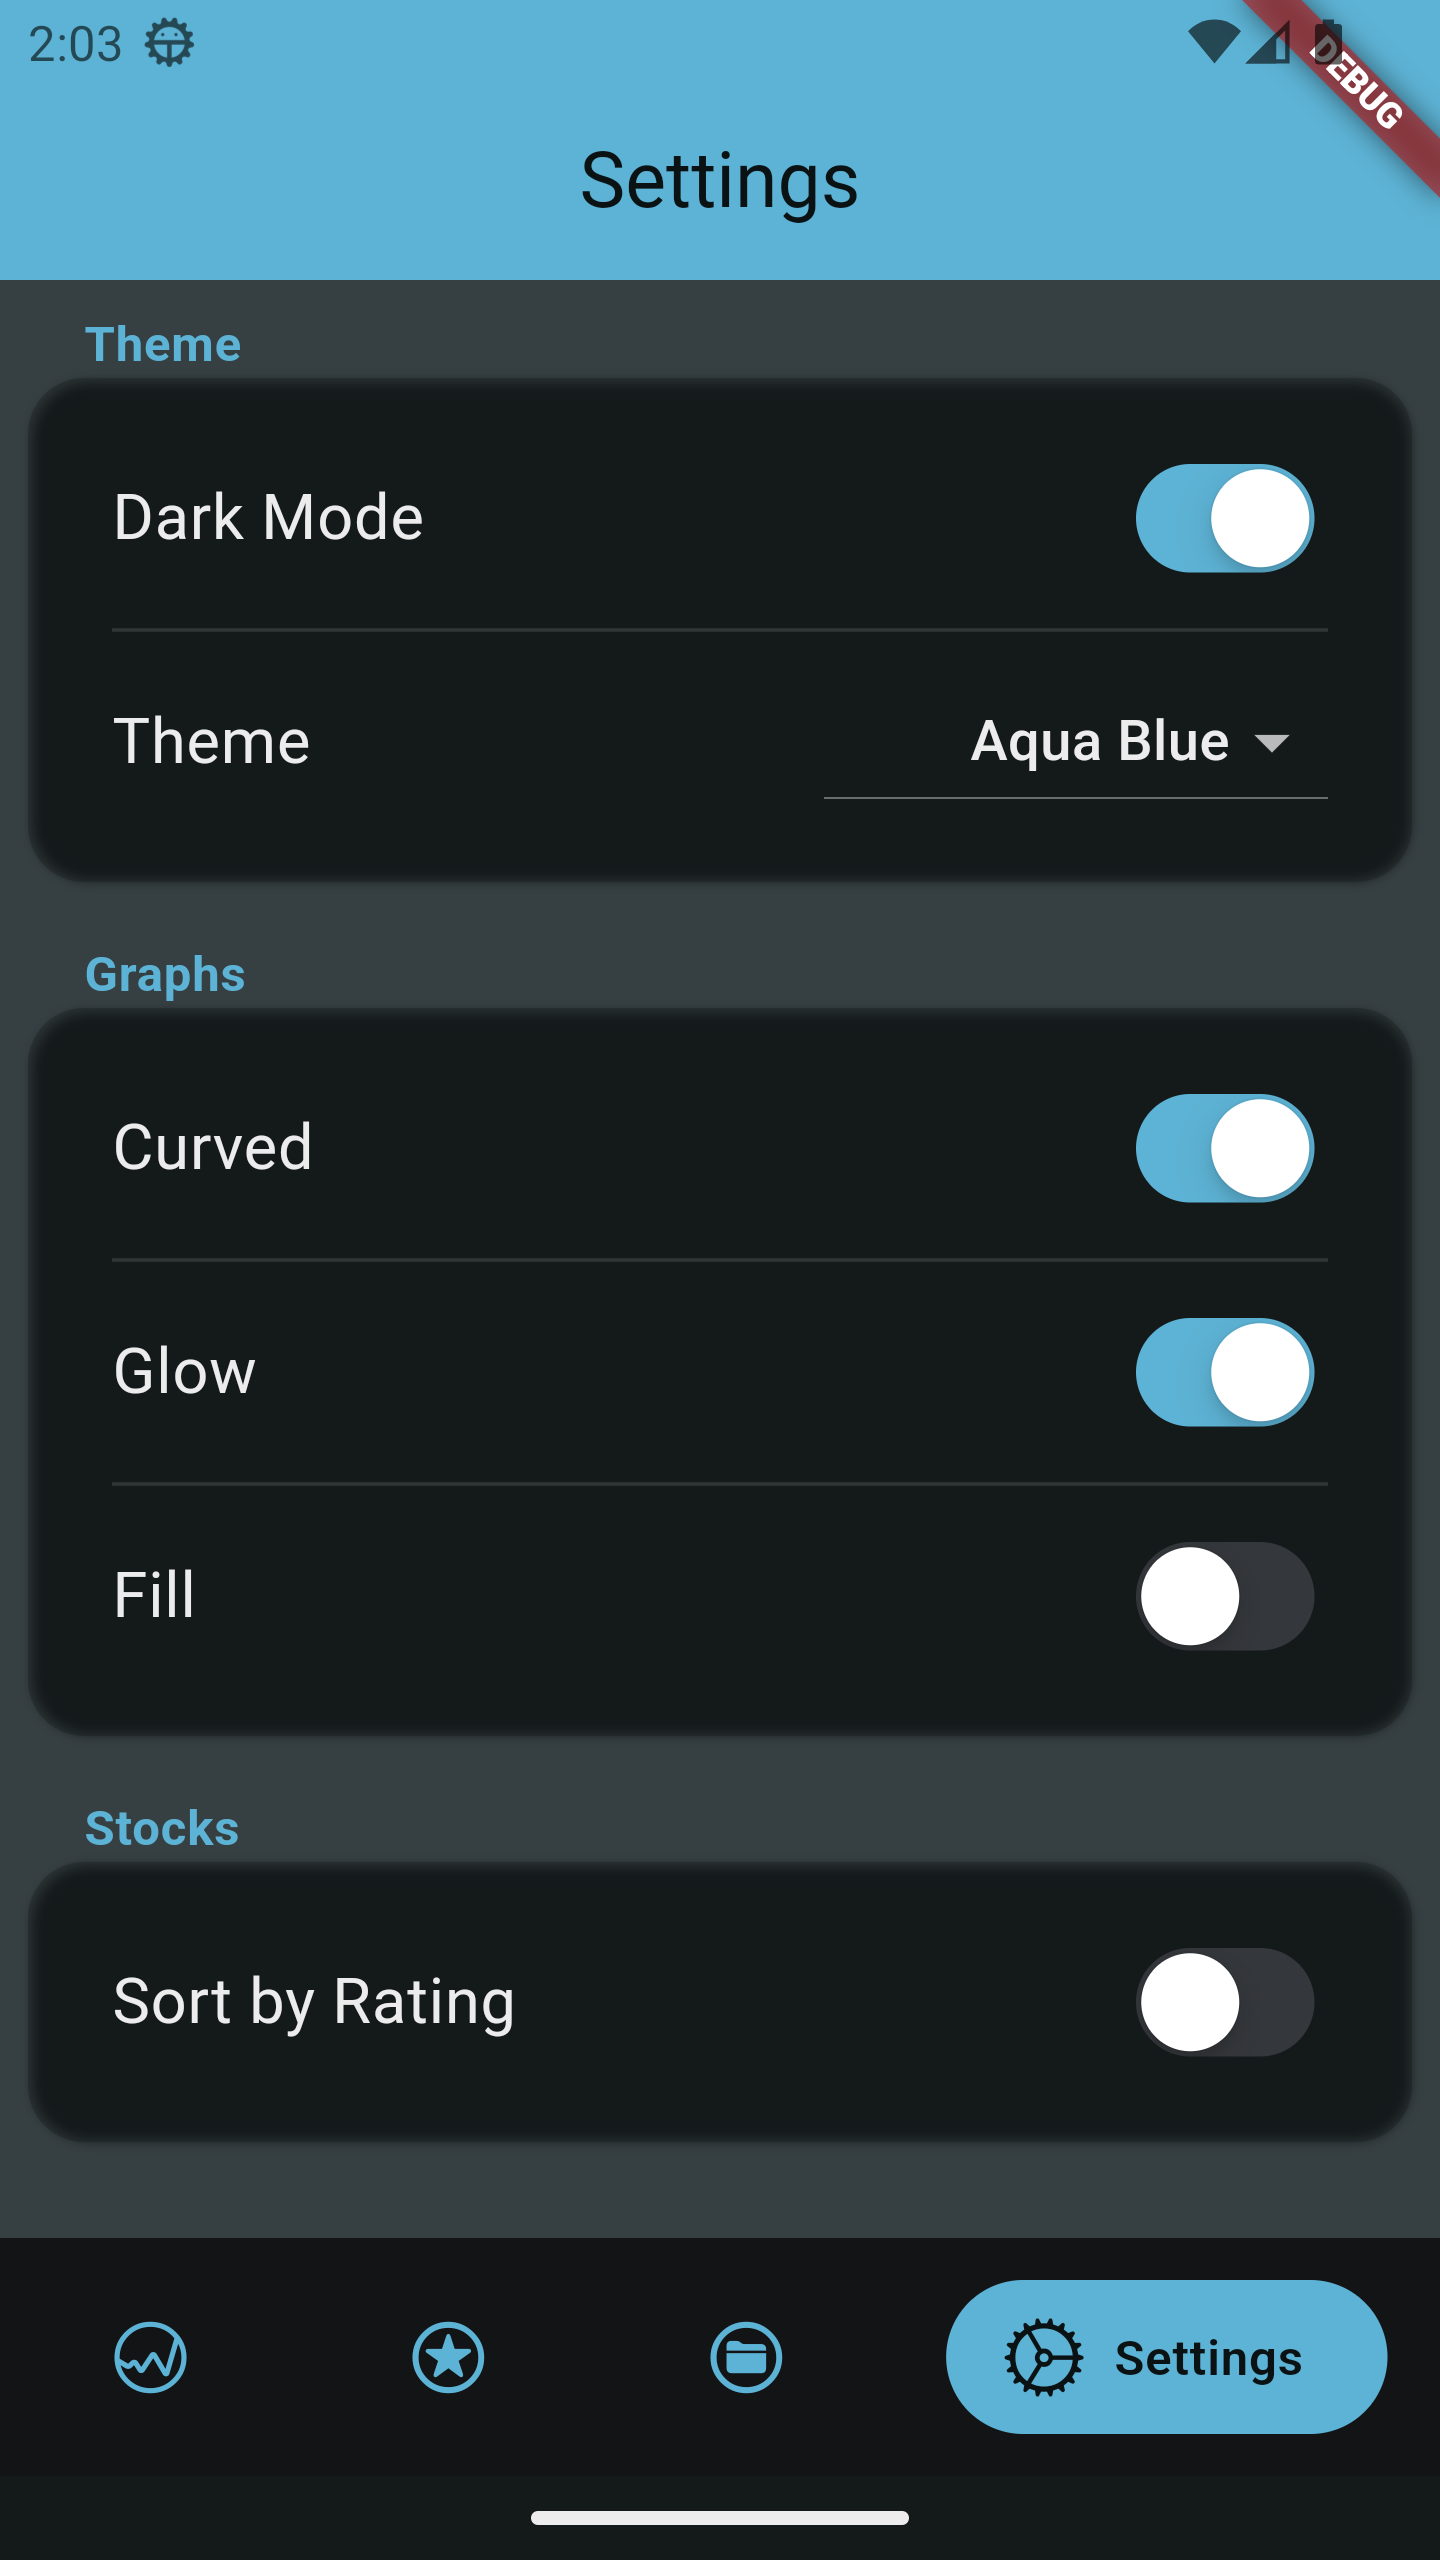 2:03
DEBUG
Settings
Theme
Dark Mode
Theme
Aqua Blue
Graphs
Curved
Glow
Fill
Stocks
Sort by Rating
Settings